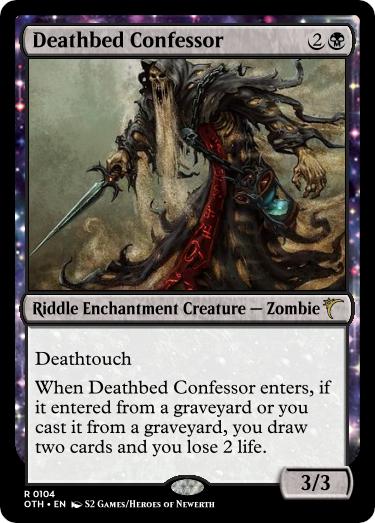 Deathbed Confessor 2
Riddle Enchantment Creature — Zombie
Deathtouch
When Deathbed Confessor enters, if
it entered from a graveyard or you
cast it from a graveyard, you draw
two cards and you lose 2 life.
3/3
R 0104
OTH • EN S2 Games/Heroes of Newerth